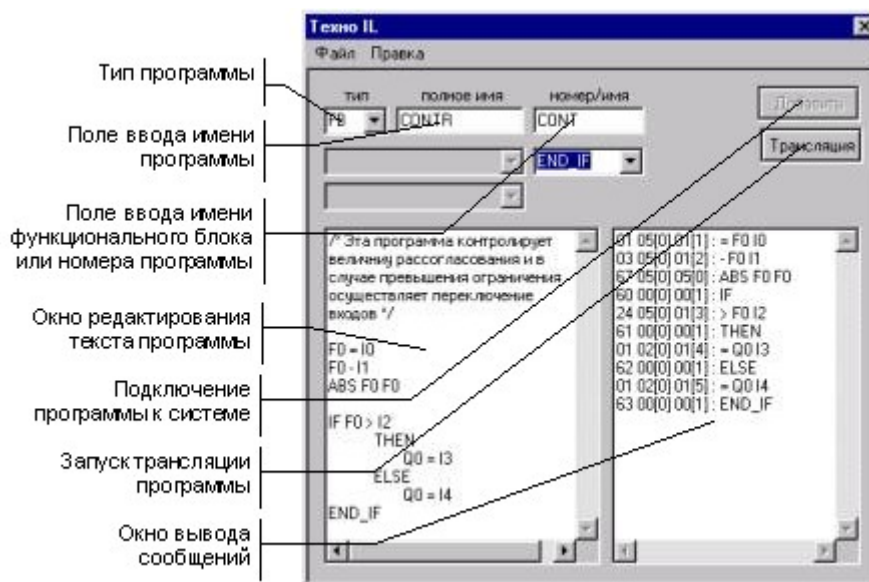 Техно IL
Файл Правка
тип полное имя номер/имя
FB CONTR CONT
Добавить
END_IF
Трансляция
Тип программы
Поле ввода имени
программы
Поле ввода имени
функционального блока
или номера программы
Окно редактирования
текста программы
Подключение
программы к системе
Запуск трансляции
программы
Окно вывода
сообщений
/* Эта программа контролирует
величину рассогласования и в
случае превышения ограничения
осуществляет переключение
входов */
F0 = I0
F0 - I1
ABS F0 F0
IF F0 > I2
THEN
Q0 = I3
ELSE
Q0 = I4
END_IF
01 05[0] 01[1] : = F0 I0
03 05[0] 01[2] : - F0 I1
67 05[0] 05[0] : ABS F0 F0
60 00[0] 00[1] : IF
24 05[0] 01[3] : > F0 I2
61 00[0] 00[1] : THEN
01 02[0] 01[4] : = Q0 I3
62 00[0] 00[1] : ELSE
01 02[0] 01[5] : = Q0 I4
63 00[0] 00[1] : END_IF